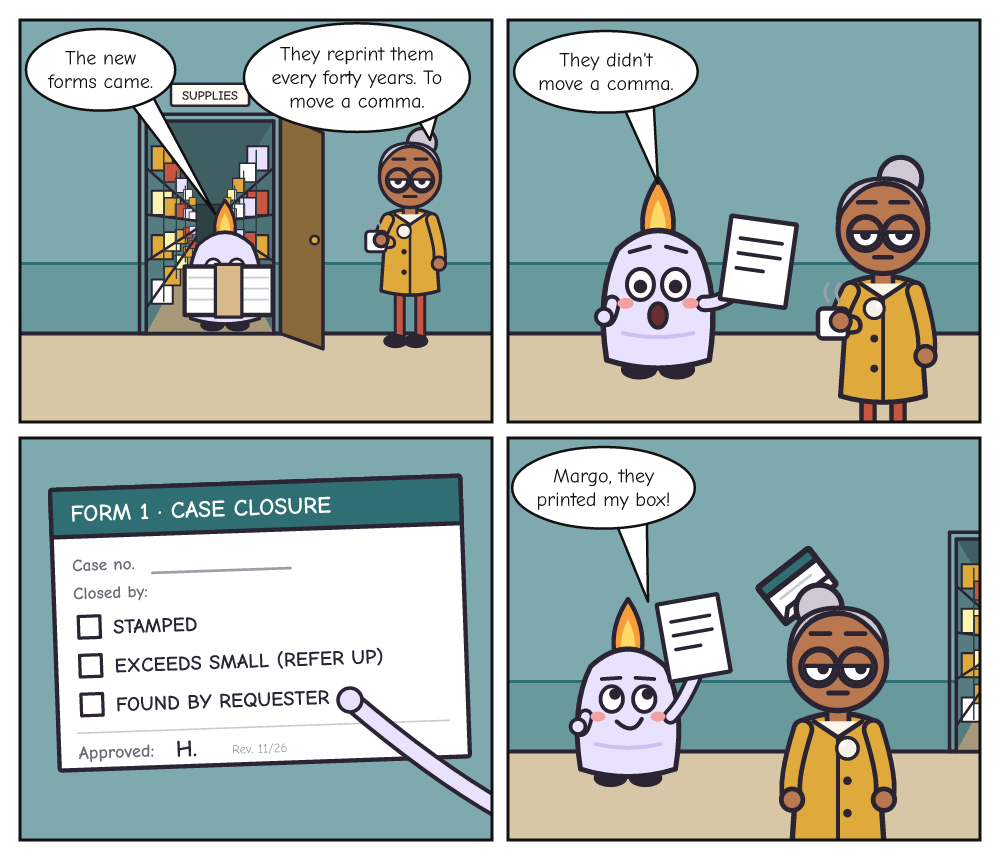 The new
forms came.
They reprint them
every forty years. To
move a comma.
SUPPLIES
They didn't
move a comma.
FORM 1 · CASE CLOSURE
Case no.
Closed by:
STAMPED
EXCEEDS SMALL (REFER UP)
FOUND BY REQUESTER
Approved: H. Rev. 11/26
Margo, they
printed my box!